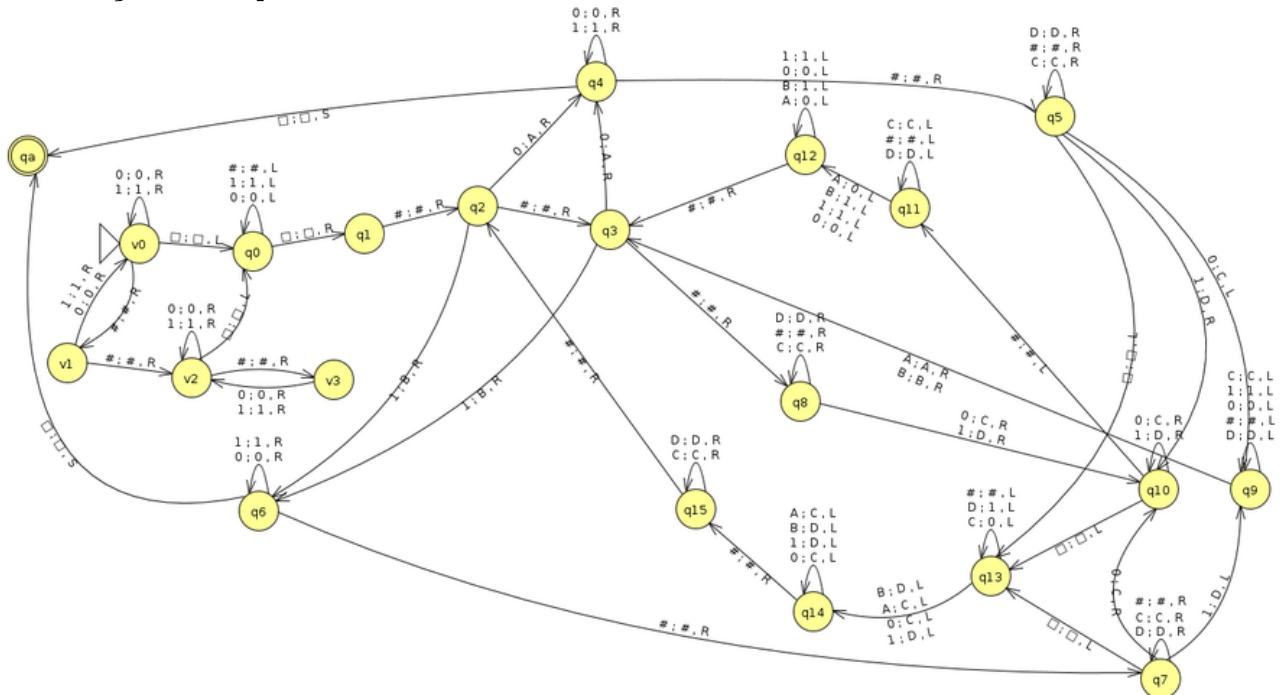 0;0,R
1;1,R
q4
□;□,S
#;#,R
D;D,R
#;#,R
C;C,R
q5
1;1,L
0;0,L
B;1,L
A;0,L
q12
C;C,L
#;#,L
D;D,L
q11
A;0,L
B;1,L
1;1,L
0;0,L
qa
0;0,R
1;1,R
v0
#;#,L
1;1,L
0;0,L
q0
□;□,L
□;□,R
q1
#;#,R
q2
0;A,R
0;A,R
#;#,R
q3
#;#,R
0;C,L
1;D,R
1;1,R
0;0,R
#;#,R
v1
#;#,R
0;0,R
1;1,R
v2
□;□,L
#;#,R
0;0,R
1;1,R
v3
1;B,R
1;B,R
#;#,R
#;#,R
D;D,R
#;#,R
C;C,R
q8
#;#,L
A;A,R
B;B,R
0;C,R
1;D,R
0;C,R
1;D,R
q10
C;C,L
1;1,L
0;0,L
#;#,L
D;D,L
q9
□;□,S
1;1,R
0;0,R
q6
D;D,R
C;C,R
q15
#;#,R
A;C,L
B;D,L
1;D,L
0;C,L
q14
B;D,L
A;C,L
0;C,L
1;D,L
#;#,L
D;1,L
C;0,L
q13
□;□,L
□;□,L
0;C,R
1;D,L
#;#,R
C;C,R
D;D,R
q7
#;#,R